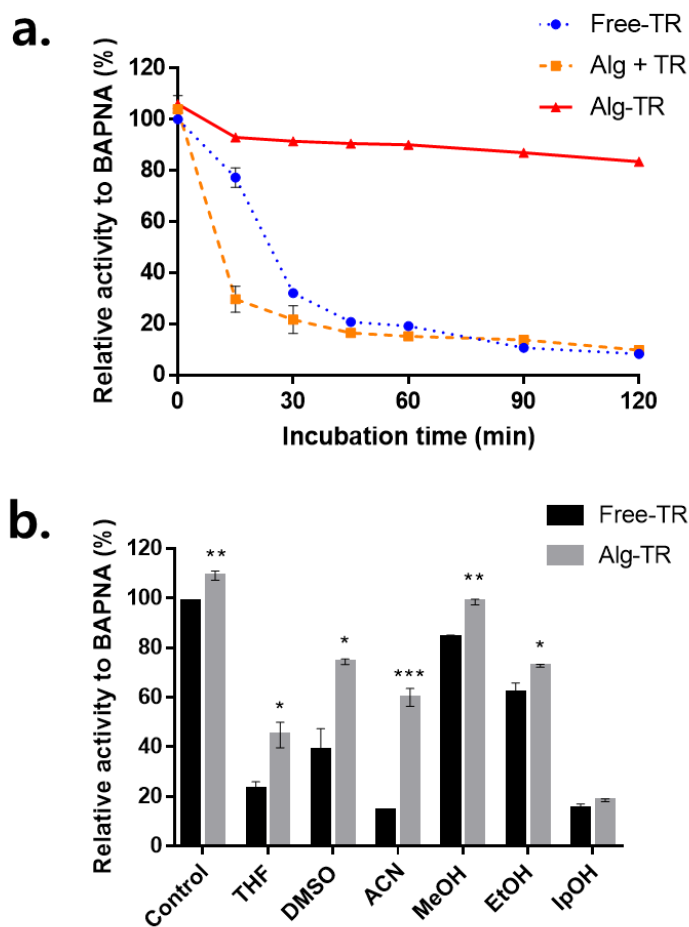 a.
Free-TR
Alg + TR
Alg-TR
Relative activity to BAPNA (%)
120
100
80
60
40
20
0
0 30 60 90 120
Incubation time (min)
b.
Free-TR
Alg-TR
Relative activity to BAPNA (%)
120
100
80
60
40
20
0
**
*
*
***
**
*
Control THF DMSO ACN MeOH EtOH IpOH